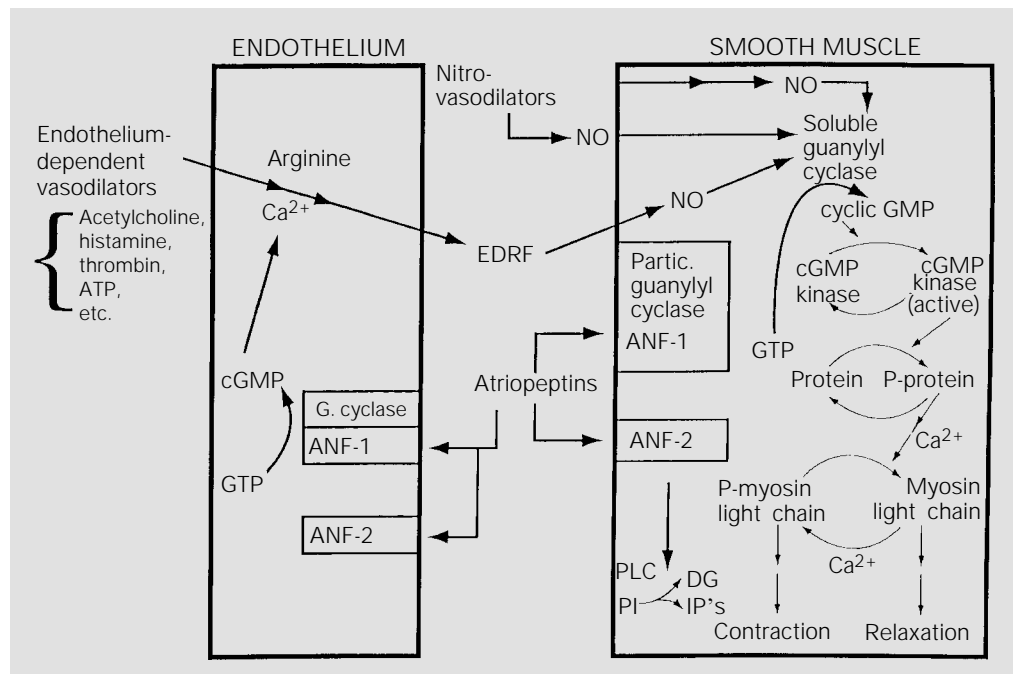 ENDOTHELIUM
SMOOTH MUSCLE
Nitro-
vasodilators
NO
NO
Soluble
guanylyl
cyclase
Endothelium-
dependent
vasodilators
Acetylcholine,
histamine,
thrombin,
ATP,
etc.
Arginine
Ca2+
EDRF
NO
cyclic GMP
cGMP
kinase
cGMP
kinase
(active)
Partic.
guanylyl
cyclase
ANF-1
GTP
Protein
P-protein
Ca2+
Atriopeptins
cGMP
G. cyclase
ANF-1
GTP
ANF-2
ANF-2
P-myosin
light chain
Myosin
light chain
Ca2+
PLC
DG
PI
IP's
Contraction
Relaxation